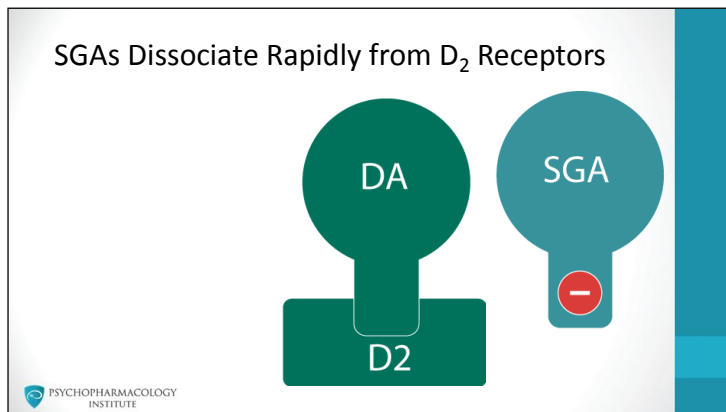 SGAs Dissociate Rapidly from D₂ Receptors
DA
SGA
D2
PSYCHOPHARMACOLOGY
INSTITUTE